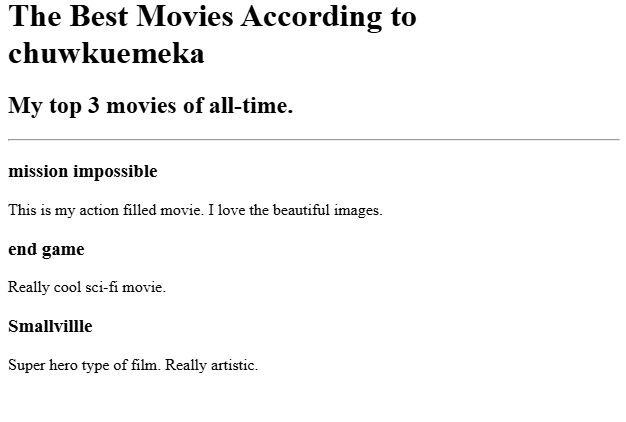 The Best Movies According to
chuwkuemeka
My top 3 movies of all-time.
mission impossible
This is my action filled movie. I love the beautiful images.
end game
Really cool sci-fi movie.
Smallvillle
Super hero type of film. Really artistic.